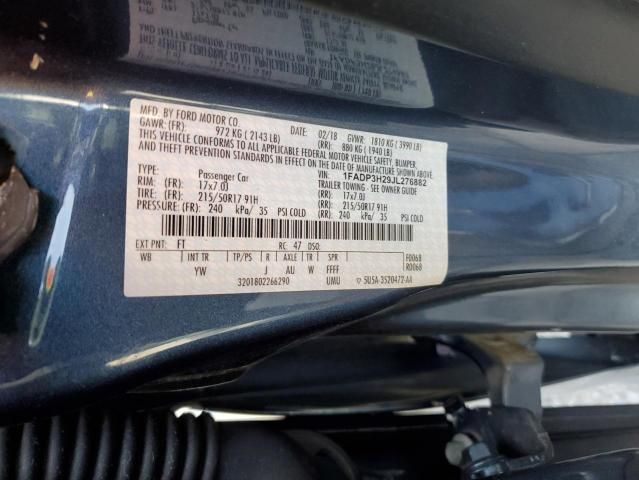 MFD. BY FORD MOTOR CO.
DATE: 02/18 GVWR: 1810 KG ( 3990 LB)
GAWR: (FR): 972 KG ( 2143 LB) (RR): 880 KG ( 1940 LB)
THIS VEHICLE CONFORMS TO ALL APPLICABLE FEDERAL MOTOR VEHICLE SAFETY, BUMPER,
AND THEFT PREVENTION STANDARDS IN EFFECT ON THE DATE OF MANUFACTURE SHOWN ABOVE.
VIN: 1FADP3H29JL276882
TYPE: Passenger Car TRAILER TOWING - SEE OWNER GUIDE
RIM: (FR): 17x7.0J (RR): 17x7.0J
TIRE: (FR): 215/50R17 91H (RR): 215/50R17 91H
PRESSURE: (FR): 240 kPa/ 35 PSI COLD (RR): 240 kPa/ 35 PSI COLD
EXT PNT: FT RC: 47 DSO: F0068
WB INT TR TP/PS R AXLE TR SPR R0068
YW J AU W FFFF
3201802266290 UMU ▽ 5U5A-3520472-AA